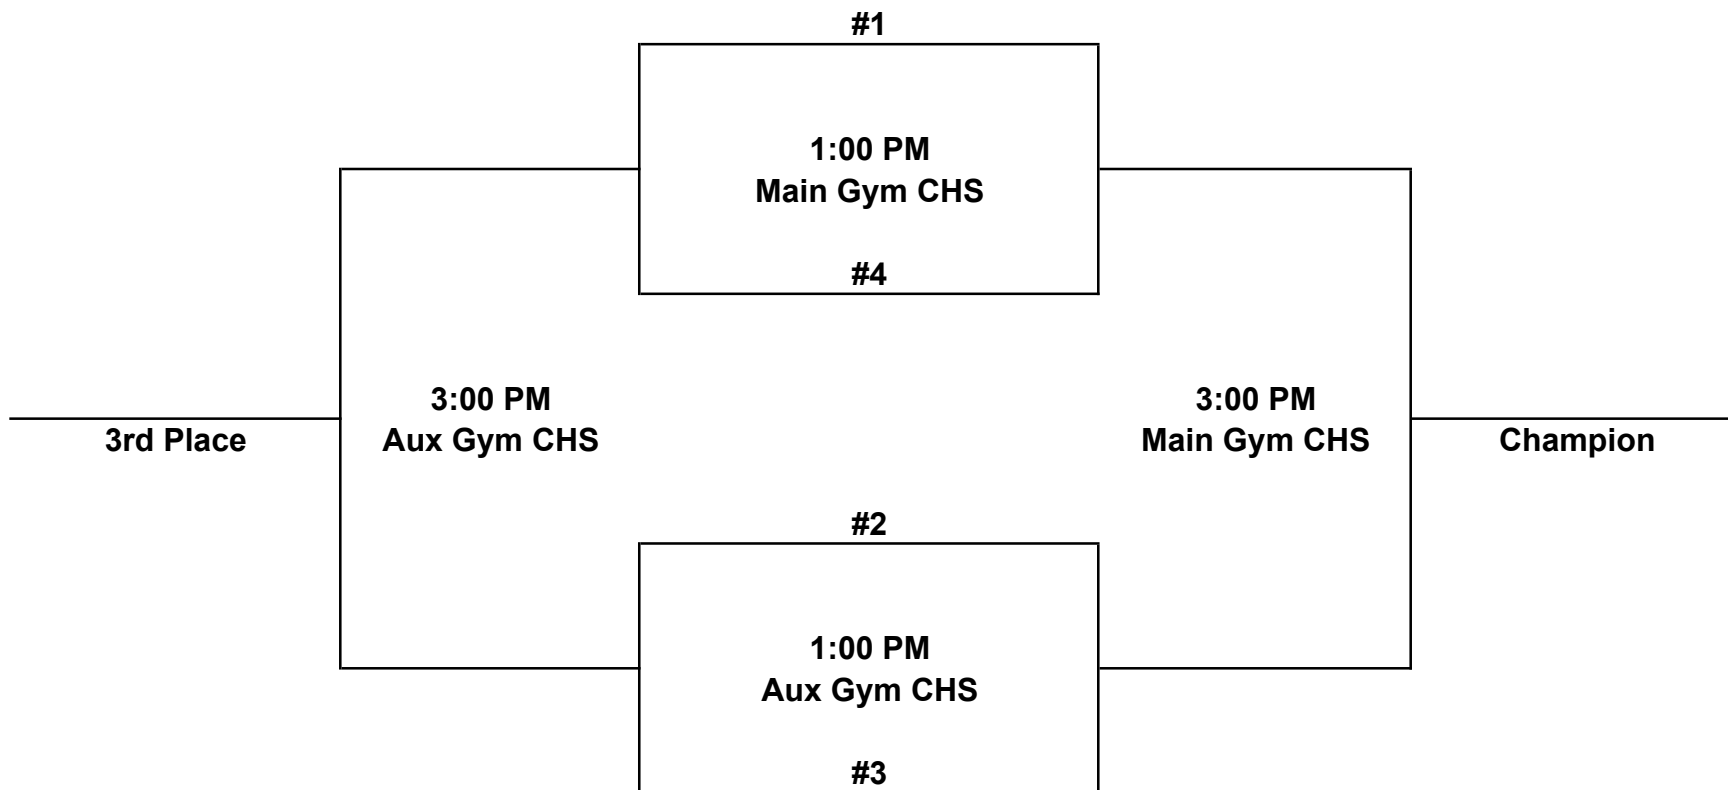 #1
1:00 PM
Main Gym CHS
#4
3:00 PM
Aux Gym CHS
3rd Place
3:00 PM
Main Gym CHS
Champion
#2
1:00 PM
Aux Gym CHS
#3